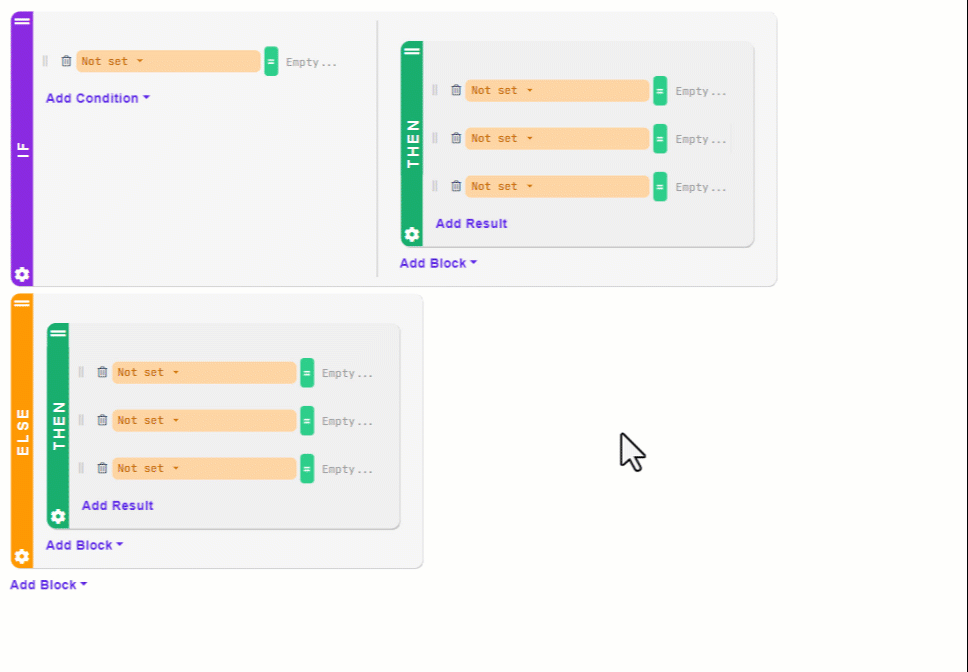 IF
Not set = Empty...
Add Condition
THEN
Not set = Empty...
Not set = Empty...
Not set = Empty...
Add Result
Add Block
ELSE
THEN
Not set = Empty...
Not set = Empty...
Not set = Empty...
Add Result
Add Block
Add Block